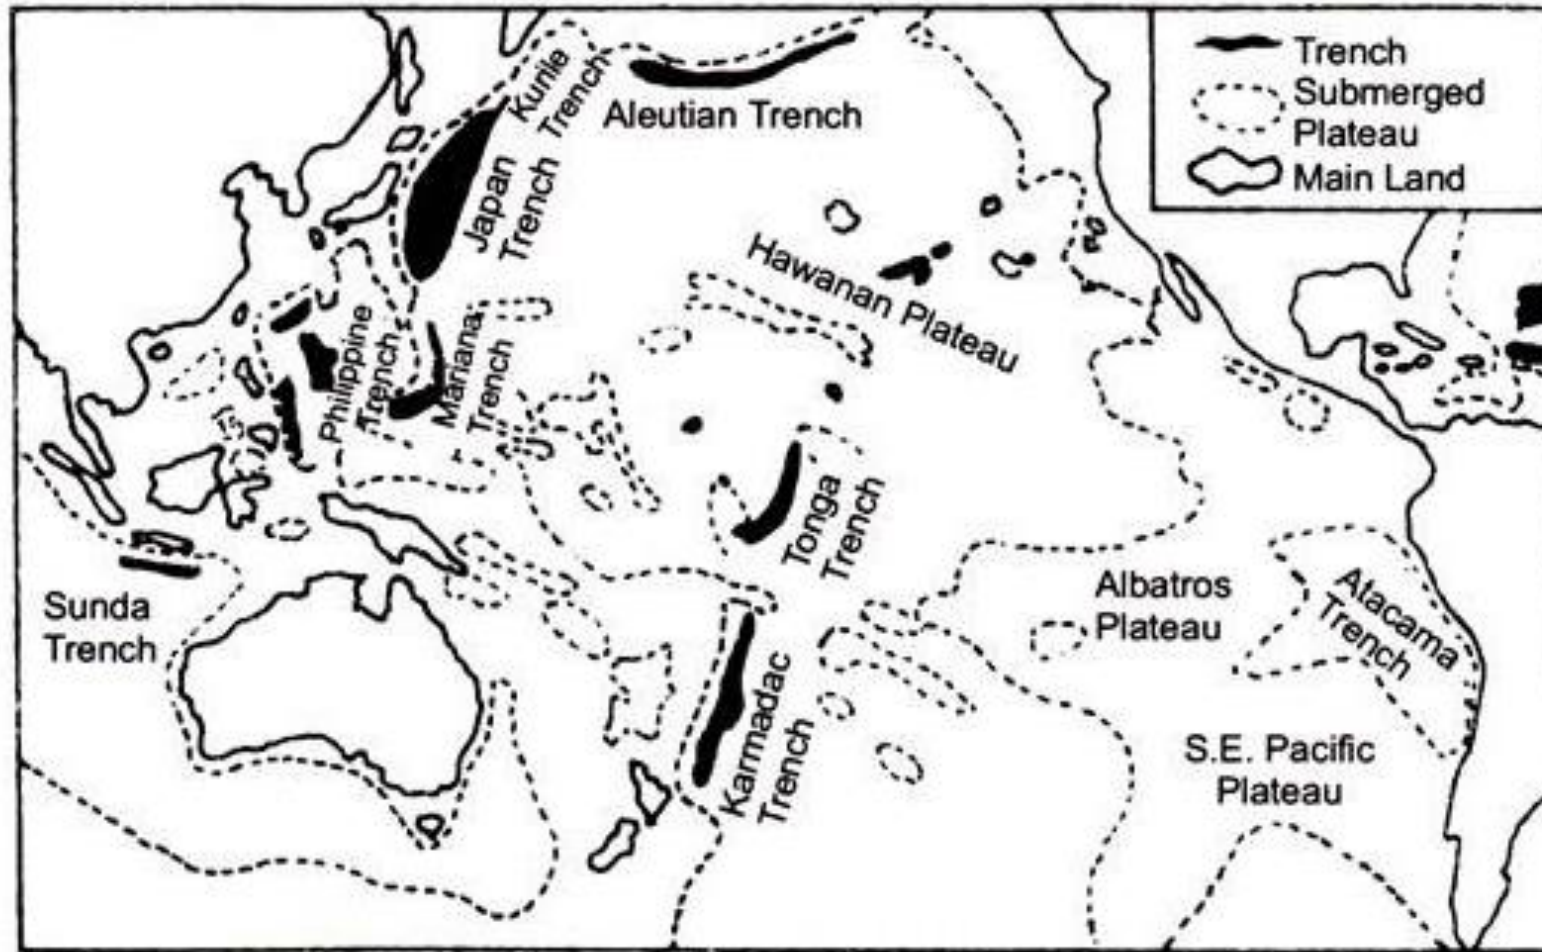 Trench
Submerged
Plateau
Main Land
Kurile
Trench
Aleutian Trench
Japan
Trench
Hawanan Plateau
Philippine
Trench
Mariana
Trench
Tonga
Trench
Sunda
Trench
Albatros
Plateau
Atacama
Trench
Karmadac
Trench
S.E. Pacific
Plateau